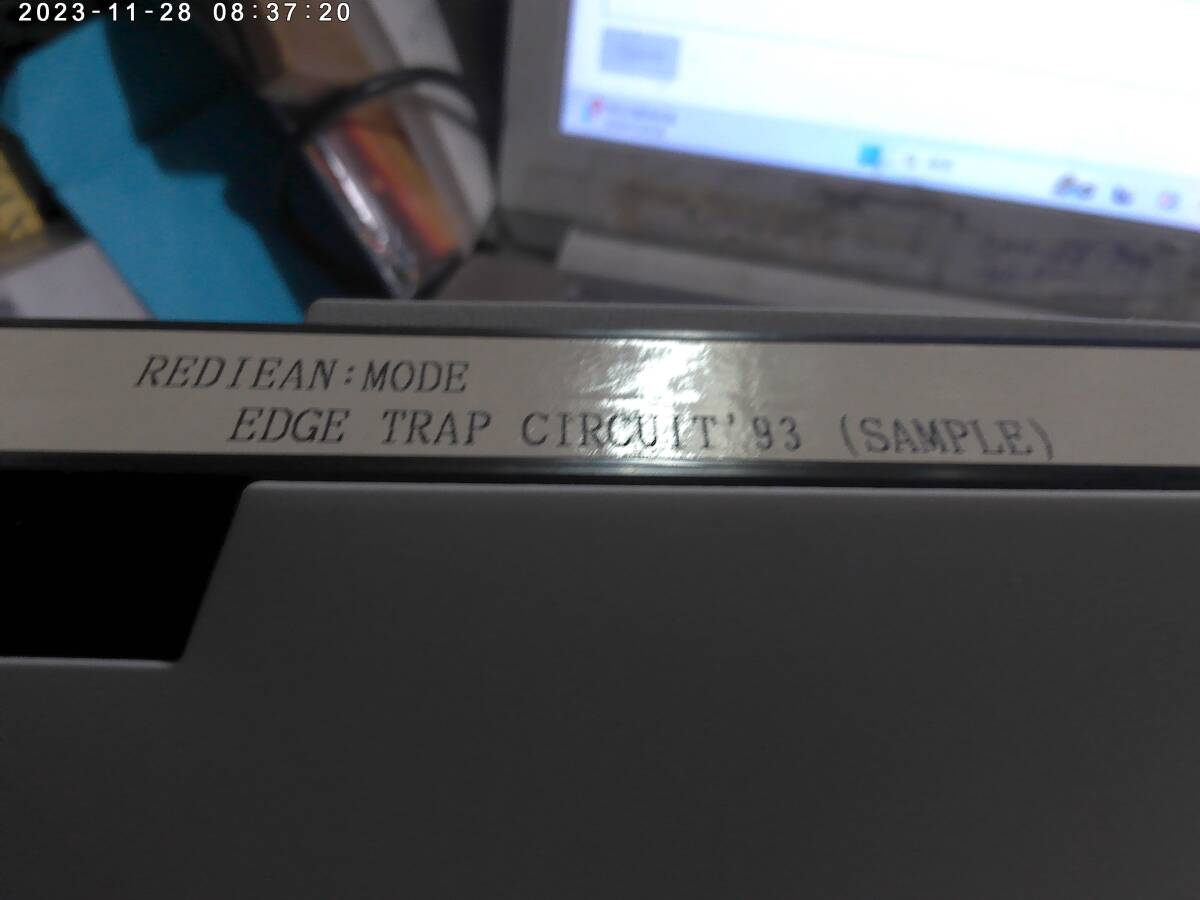 2023-11-28 08:37:20
REDIEAN:MODE
EDGE TRAP CIRCUIT'93 (SAMPLE)